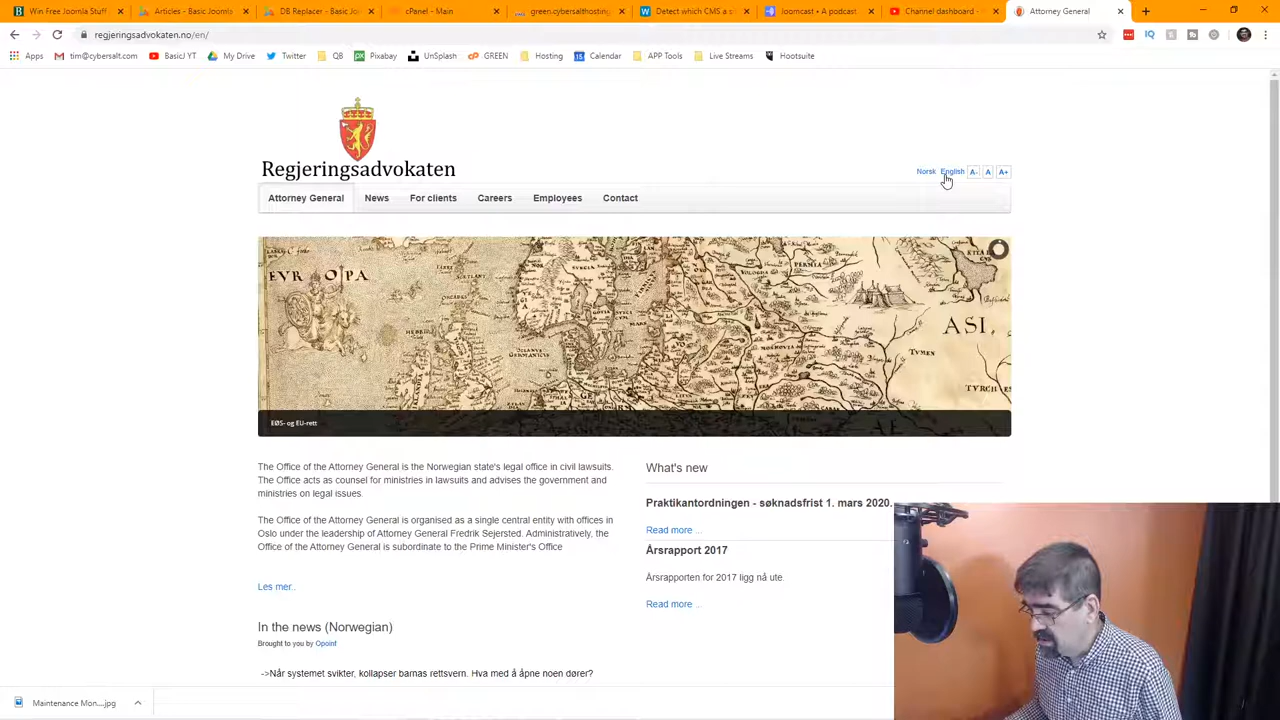 Win Free Joomla Stuff
Articles - Basic Jooml
DB Replacer - Basic Jo
cPanel - Main
green.cybersalthosting
Detect which CMS a s
Joomcast • A podcast
Channel dashboard -
Attorney General
regjeringsadvokaten.no/en/
Apps
tim@cybersalt.com
BasicJ YT
My Drive
Twitter
QB
Pixabay
UnSplash
GREEN
Hosting
Calendar
APP Tools
Live Streams
Hootsuite
Regjeringsadvokaten
Norsk English A- A A+
Attorney General News For clients Careers Employees Contact
EVROPA
ASI,
TVMEN
PERMIA
EØS- og EU-rett
The Office of the Attorney General is the Norwegian state's legal office in civil lawsuits.
The Office acts as counsel for ministries in lawsuits and advises the government and
ministries on legal issues.
The Office of the Attorney General is organised as a single central entity with offices in
Oslo under the leadership of Attorney General Fredrik Sejersted. Administratively, the
Office of the Attorney General is subordinate to the Prime Minister's Office
Les mer..
In the news (Norwegian)
Brought to you by Opoint
->Når systemet svikter, kollapser barnas rettsvern. Hva med å åpne noen dører?
What's new
Praktikantordningen - søknadsfrist 1. mars 2020.
Read more ...
Årsrapport 2017
Årsrapporten for 2017 ligg nå ute.
Read more ...
Maintenance Mon....jpg